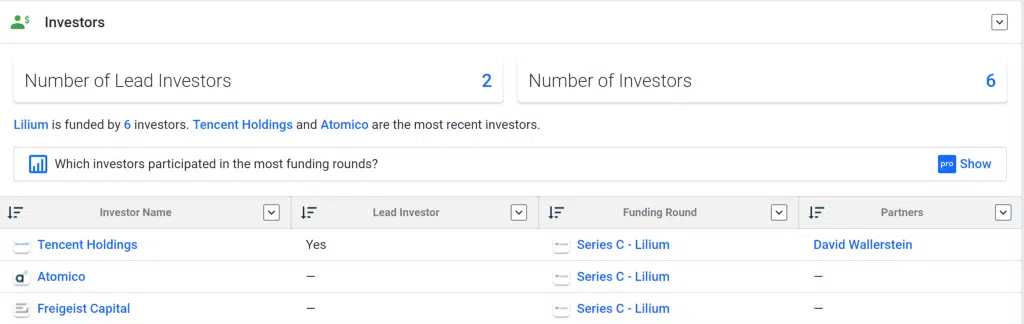 Investors
Number of Lead Investors 2
Number of Investors 6
Lilium is funded by 6 investors. Tencent Holdings and Atomico are the most recent investors.
Which investors participated in the most funding rounds? pro Show
Investor Name Lead Investor Funding Round Partners
Tencent Holdings Yes Series C - Lilium David Wallerstein
Atomico — Series C - Lilium —
Freigeist Capital — Series C - Lilium —